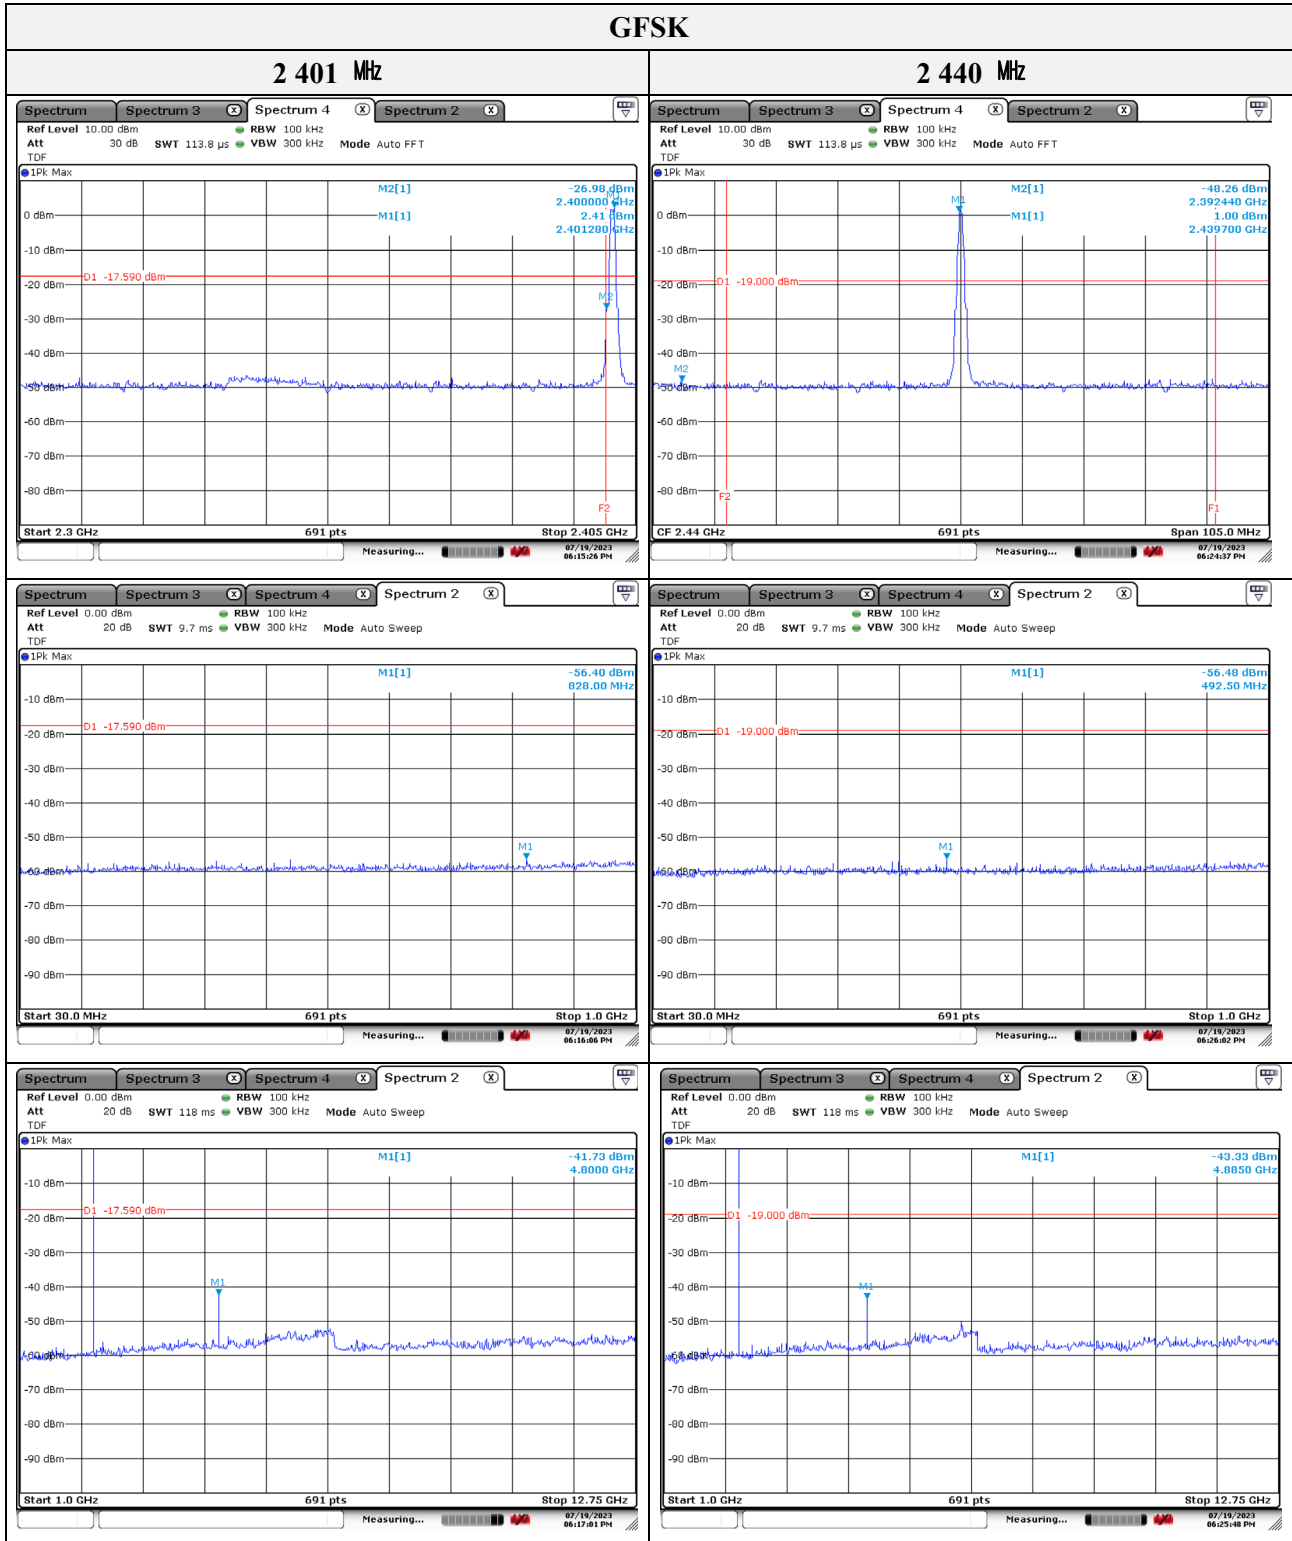 GFSK
2 401 ㎒
2 440 ㎒
Spectrum Spectrum 3 Spectrum 4 Spectrum 2
Ref Level 10.00 dBm RBW 100 kHz
Att 30 dB SWT 113.8 µs VBW 300 kHz Mode Auto FFT
TDF
1Pk Max
M2[1] -26.98 dBm
2.400000 GHz
M1[1] 2.41 dBm
2.401280 GHz
M1
0 dBm
-10 dBm
D1 -17.590 dBm
-20 dBm
M2
-30 dBm
-40 dBm
-50 dBm
-60 dBm
-70 dBm
-80 dBm
F2
Start 2.3 GHz 691 pts Stop 2.405 GHz
Measuring... 07/19/2023
06:15:26 PM
Spectrum Spectrum 3 Spectrum 4 Spectrum 2
Ref Level 10.00 dBm RBW 100 kHz
Att 30 dB SWT 113.8 µs VBW 300 kHz Mode Auto FFT
TDF
1Pk Max
M2[1] -48.26 dBm
2.392440 GHz
M1[1] 1.00 dBm
2.439700 GHz
M1
0 dBm
-10 dBm
D1 -19.000 dBm
-20 dBm
-30 dBm
-40 dBm
M2
-50 dBm
-60 dBm
-70 dBm
-80 dBm
F2
F1
CF 2.44 GHz 691 pts Span 105.0 MHz
Measuring... 07/19/2023
06:24:37 PM
Spectrum Spectrum 3 Spectrum 4 Spectrum 2
Ref Level 0.00 dBm RBW 100 kHz
Att 20 dB SWT 9.7 ms VBW 300 kHz Mode Auto Sweep
TDF
1Pk Max
M1[1] -56.40 dBm
828.00 MHz
-10 dBm
D1 -17.590 dBm
-20 dBm
-30 dBm
-40 dBm
-50 dBm
M1
-60 dBm
-70 dBm
-80 dBm
-90 dBm
Start 30.0 MHz 691 pts Stop 1.0 GHz
Measuring... 07/19/2023
06:16:06 PM
Spectrum Spectrum 3 Spectrum 4 Spectrum 2
Ref Level 0.00 dBm RBW 100 kHz
Att 20 dB SWT 9.7 ms VBW 300 kHz Mode Auto Sweep
TDF
1Pk Max
M1[1] -56.48 dBm
492.50 MHz
-10 dBm
D1 -19.000 dBm
-20 dBm
-30 dBm
-40 dBm
-50 dBm
M1
-60 dBm
-70 dBm
-80 dBm
-90 dBm
Start 30.0 MHz 691 pts Stop 1.0 GHz
Measuring... 07/19/2023
06:26:02 PM
Spectrum Spectrum 3 Spectrum 4 Spectrum 2
Ref Level 0.00 dBm RBW 100 kHz
Att 20 dB SWT 118 ms VBW 300 kHz Mode Auto Sweep
TDF
1Pk Max
M1[1] -41.73 dBm
4.8000 GHz
-10 dBm
D1 -17.590 dBm
-20 dBm
-30 dBm
-40 dBm
M1
-50 dBm
-60 dBm
-70 dBm
-80 dBm
-90 dBm
Start 1.0 GHz 691 pts Stop 12.75 GHz
Measuring... 07/19/2023
06:17:01 PM
Spectrum Spectrum 3 Spectrum 4 Spectrum 2
Ref Level 0.00 dBm RBW 100 kHz
Att 20 dB SWT 118 ms VBW 300 kHz Mode Auto Sweep
TDF
1Pk Max
M1[1] -43.33 dBm
4.8850 GHz
-10 dBm
D1 -19.000 dBm
-20 dBm
-30 dBm
-40 dBm
M1
-50 dBm
-60 dBm
-70 dBm
-80 dBm
-90 dBm
Start 1.0 GHz 691 pts Stop 12.75 GHz
Measuring... 07/19/2023
06:25:48 PM